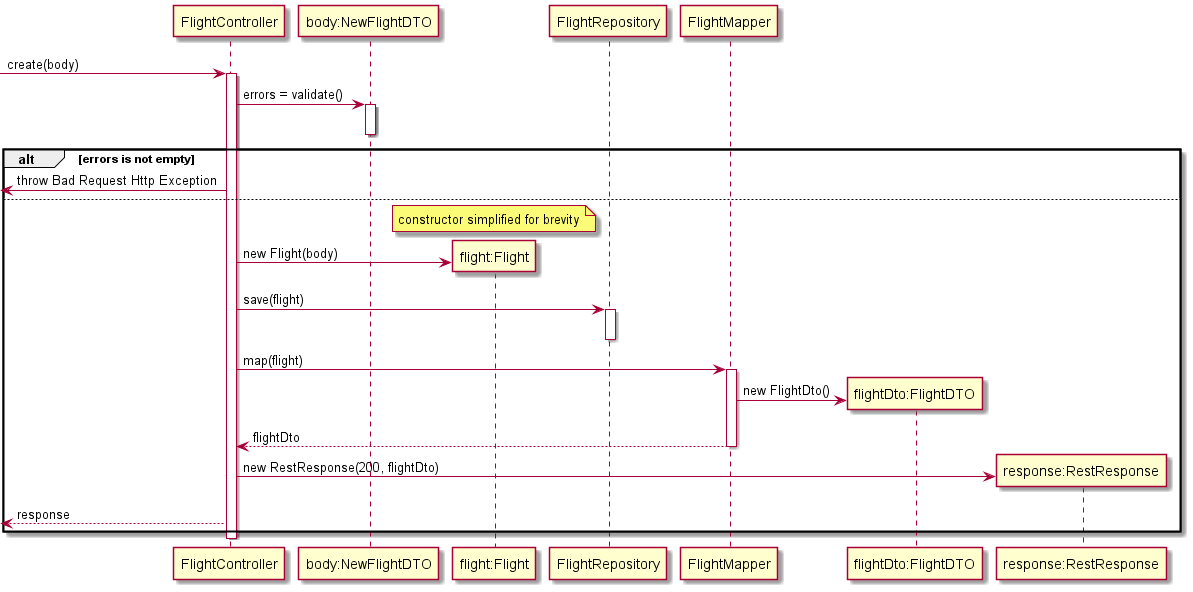 FlightController body:NewFlightDTO FlightRepository FlightMapper
create(body)
errors = validate()
alt [errors is not empty]
throw Bad Request Http Exception
constructor simplified for brevity
new Flight(body)
flight:Flight
save(flight)
map(flight)
new FlightDto()
flightDto:FlightDTO
flightDto
new RestResponse(200, flightDto)
response:RestResponse
response
FlightController body:NewFlightDTO flight:Flight FlightRepository FlightMapper flightDto:FlightDTO response:RestResponse